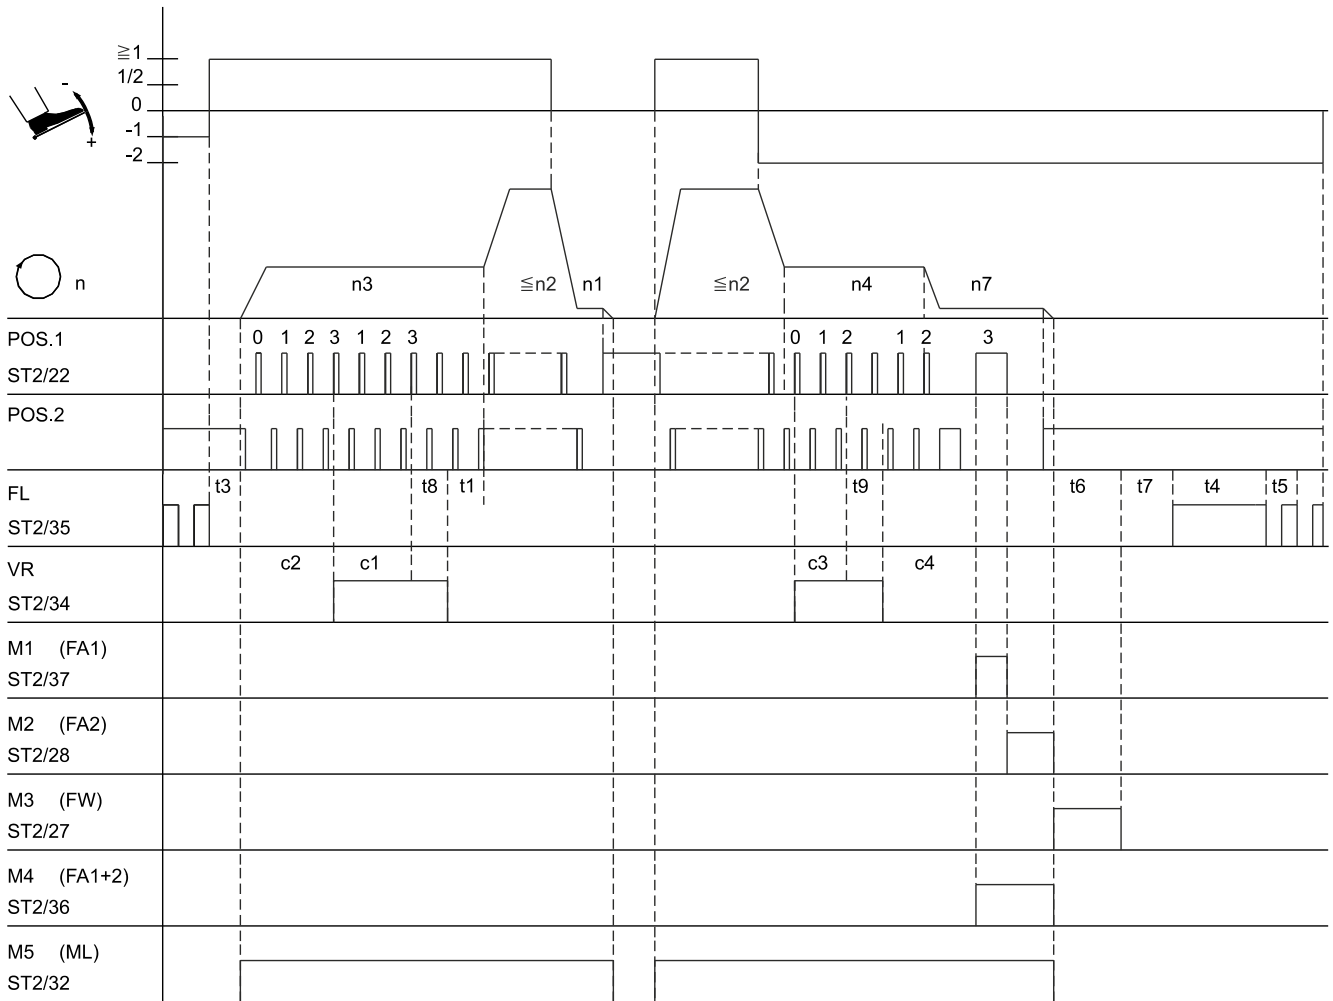 ≧1
1/2
0
-1
-2
-
+
n
n3
≦n2
n1
≦n2
n4
n7
POS.1
0 1 2 3 1 2 3
0 1 2 1 2 3
ST2/22
POS.2
FL
t3
t8
t1
t9
t6
t7
t4
t5
ST2/35
VR
c2
c1
c3
c4
ST2/34
M1 (FA1)
ST2/37
M2 (FA2)
ST2/28
M3 (FW)
ST2/27
M4 (FA1+2)
ST2/36
M5 (ML)
ST2/32